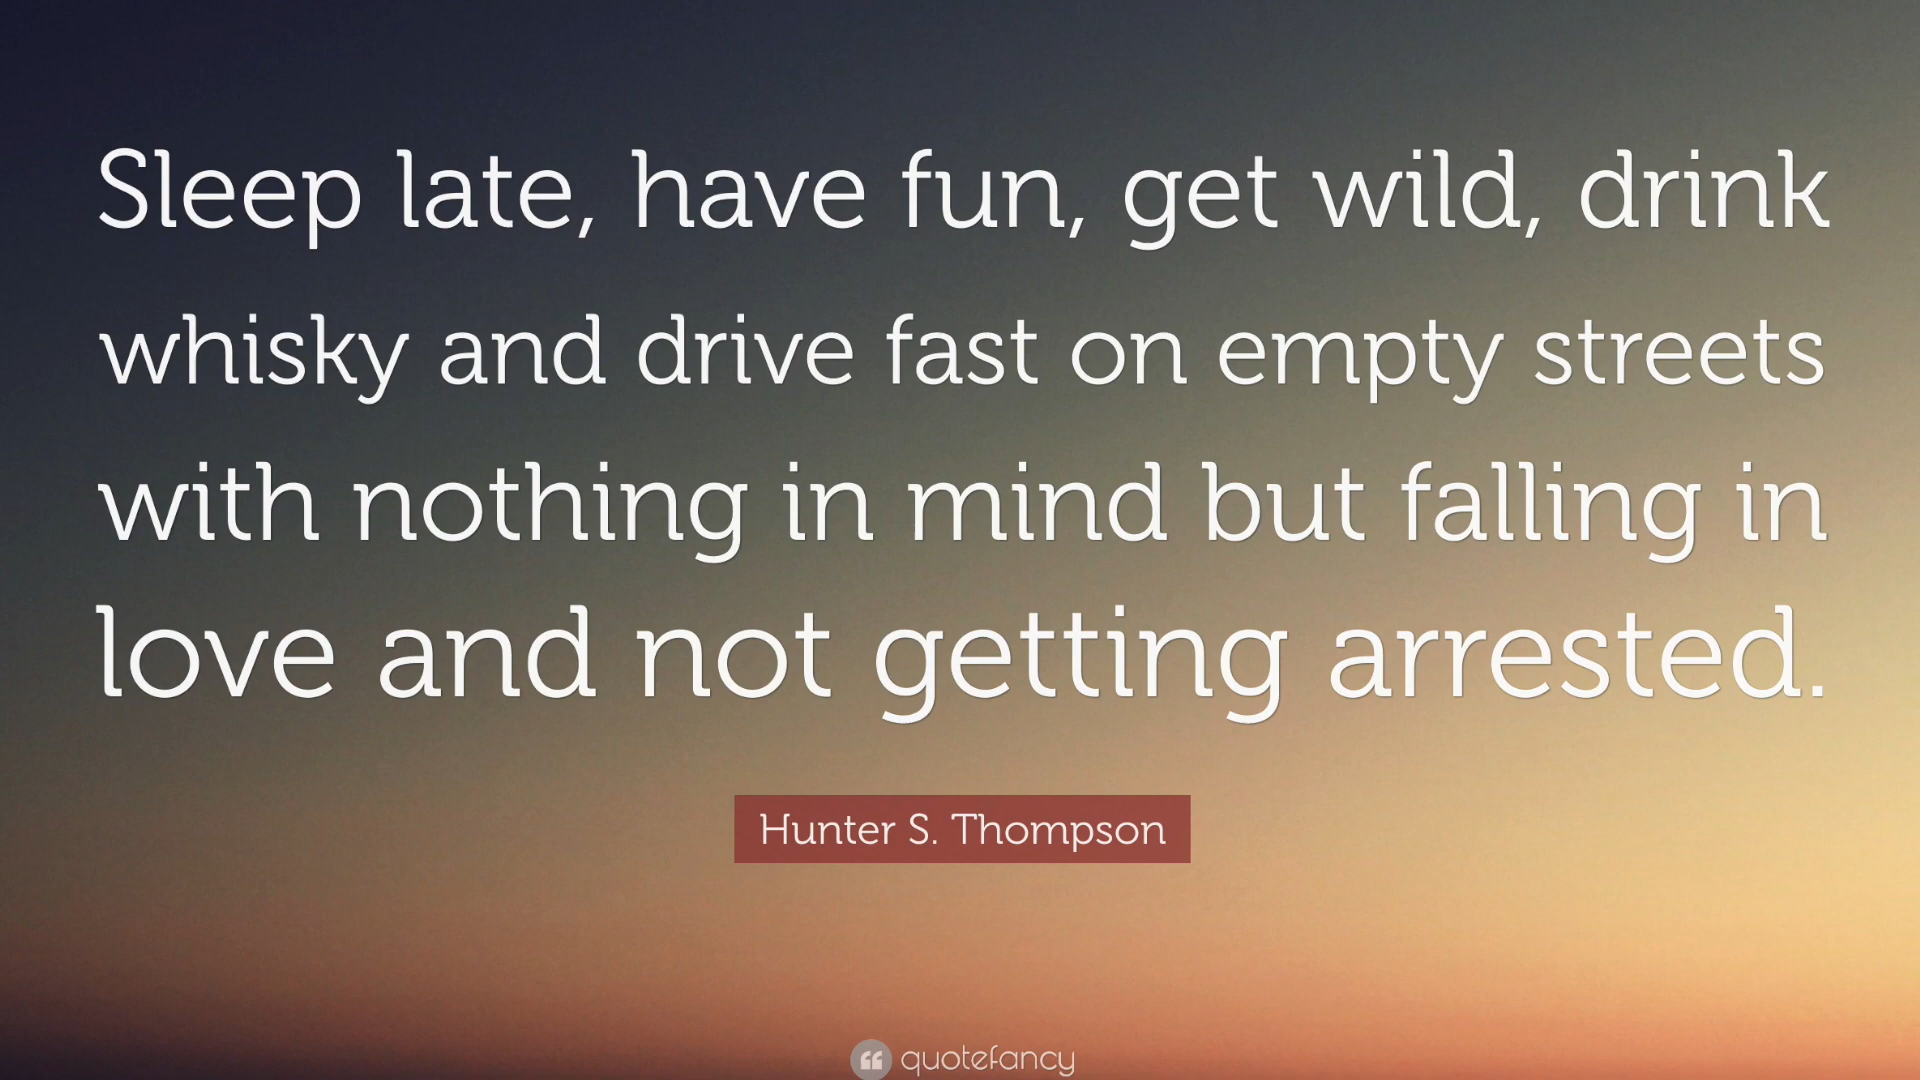 Sleep late, have fun, get wild, drink
whisky and drive fast on empty streets
with nothing in mind but falling in
love and not getting arrested.
Hunter S. Thompson
quotefancy